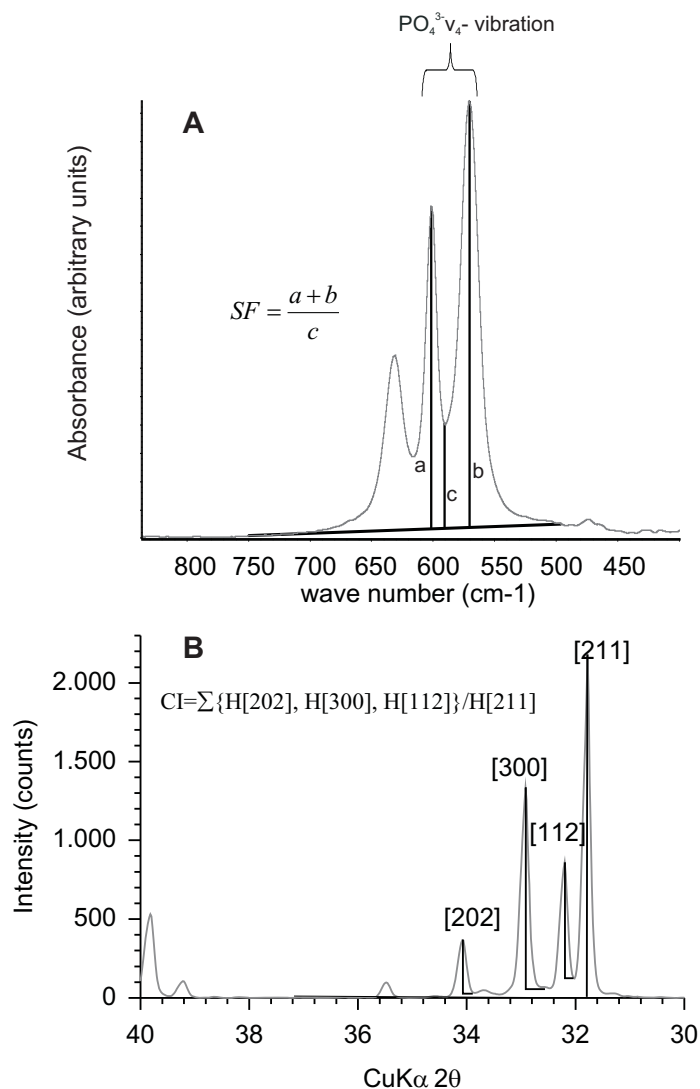 PO₄³⁻v₄- vibration
A
Absorbance (arbitrary units)
SF = a + b / c
a
c
b
800 750 700 650 600 550 500 450
wave number (cm-1)
B
CI=∑{H[202], H[300], H[112]}/H[211]
[211]
[300]
[112]
[202]
Intensity (counts)
2.000
1.500
1.000
500
0
40 38 36 34 32 30
CuKα 2θ